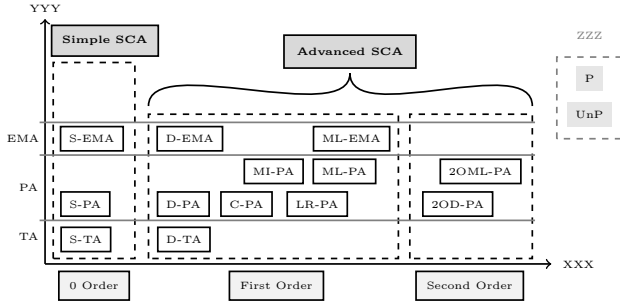 YYY
Simple SCA
Advanced SCA
ZZZ
P
UnP
EMA
S-EMA
D-EMA
ML-EMA
PA
MI-PA
ML-PA
2OML-PA
S-PA
D-PA
C-PA
LR-PA
2OD-PA
TA
S-TA
D-TA
XXX
0 Order
First Order
Second Order